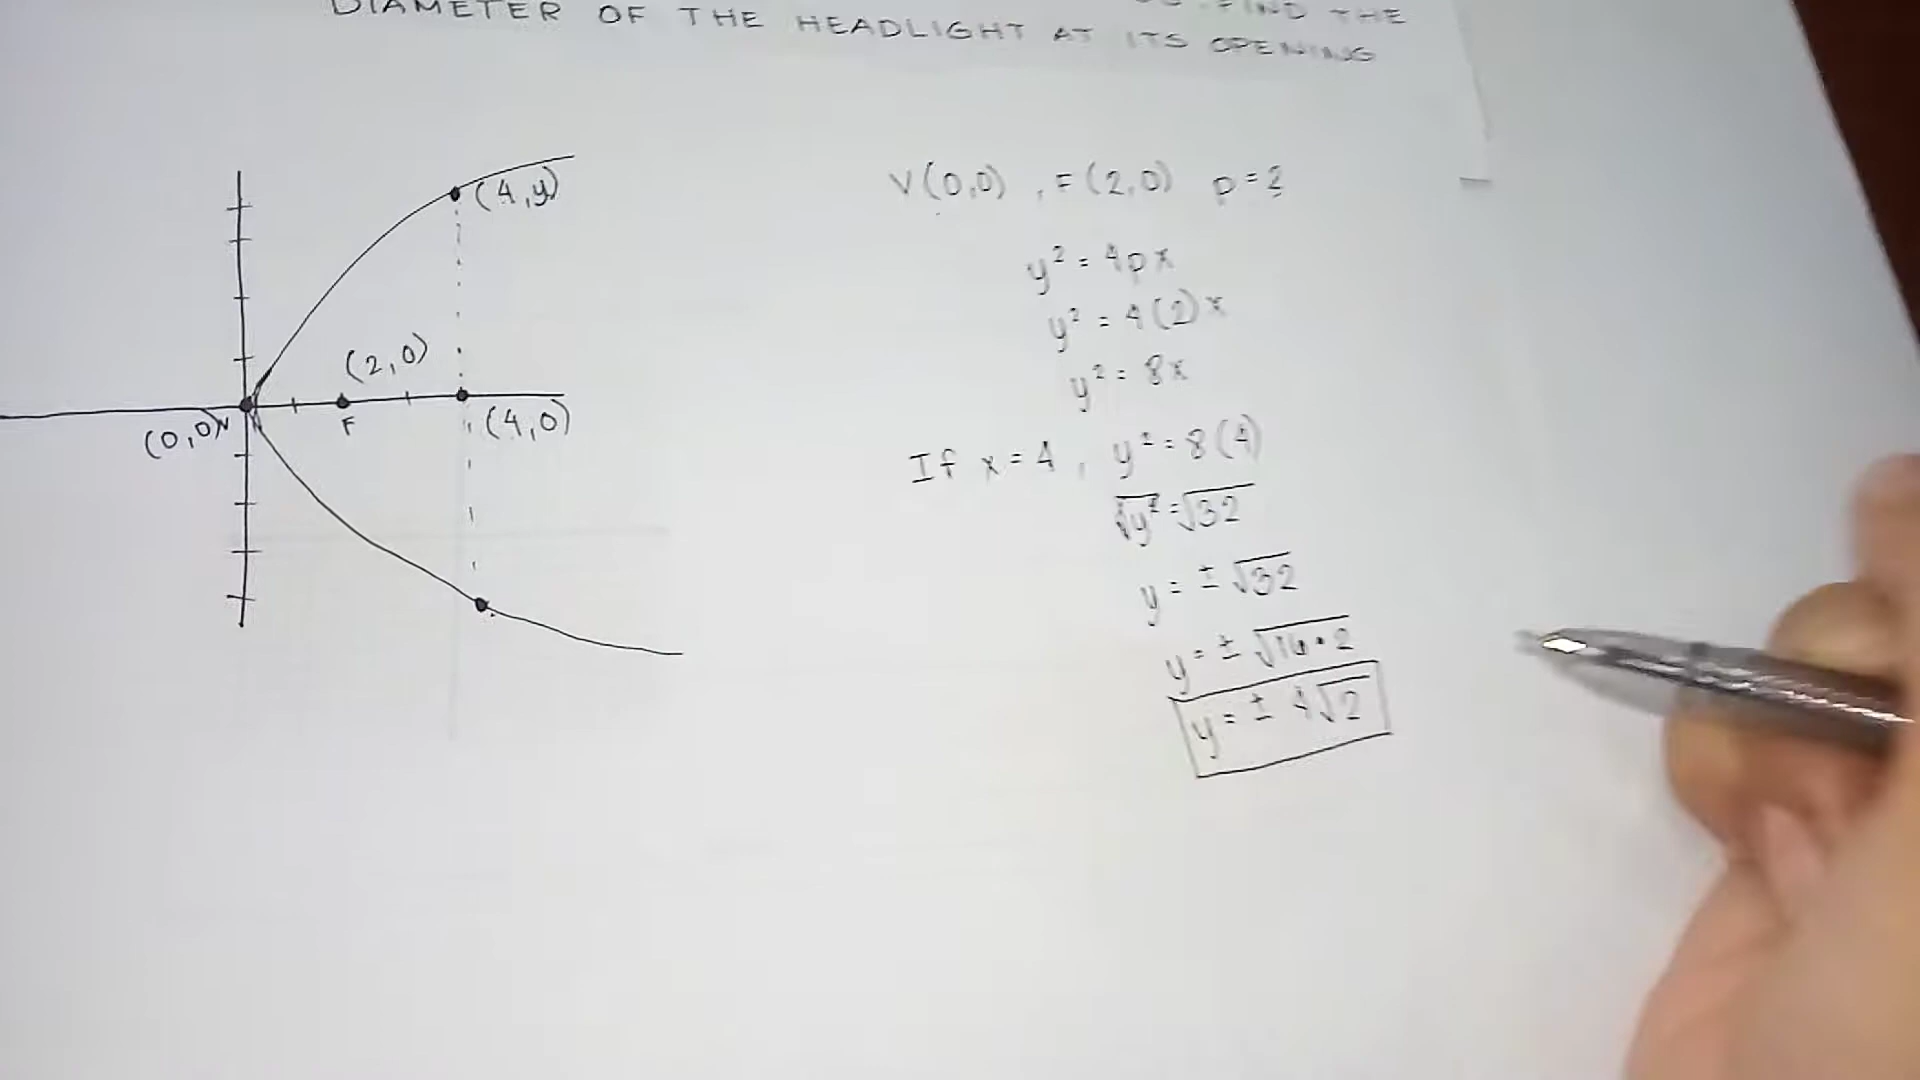 DIAMETER OF THE HEADLIGHT AT ITS OPENING
FIND THE
(4,y)
(2,0)
F
(0,0)
V
(4,0)
V(0,0) , F(2,0) p=2
y² = 4px
y² = 4(2)x
y² = 8x
If x=4, y² = 8(4)
√y² = √32
y = ± √32
y = ± √16·2
y = ± 4√2